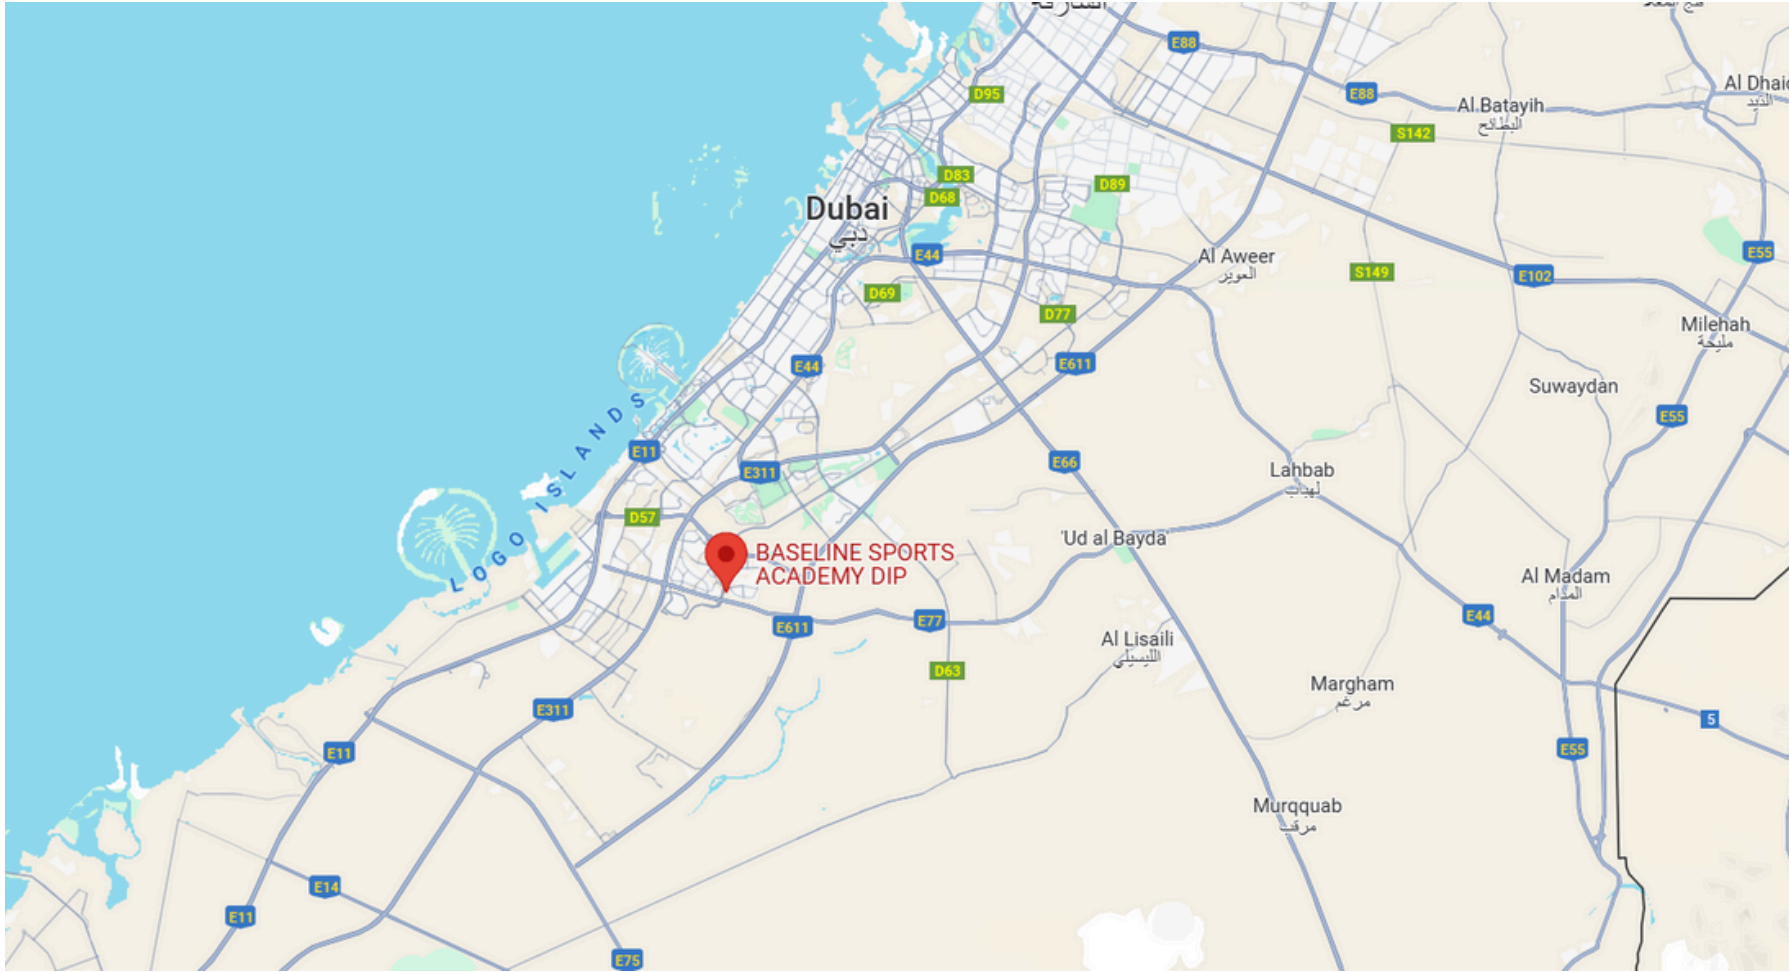 الشارقة
E88
E88
Al Batayih
البطائح
Al Dhaid
الذيد
D95
S142
D83
D68
D89
Dubai
دبي
E44
Al Aweer
العوير
S149
E102
E55
D69
D77
Milehah
مليحة
E44
E611
Suwaydan
E55
LOGO ISLANDS
E11
E311
E66
Lahbab
لهباب
D57
BASELINE SPORTS
ACADEMY DIP
'Ud al Bayda'
Al Madam
المدام
E611
E77
E44
Al Lisaili
الليسيلي
D63
Margham
مرغم
E311
5
E11
E55
Murqquab
مرقب
E14
E11
E75